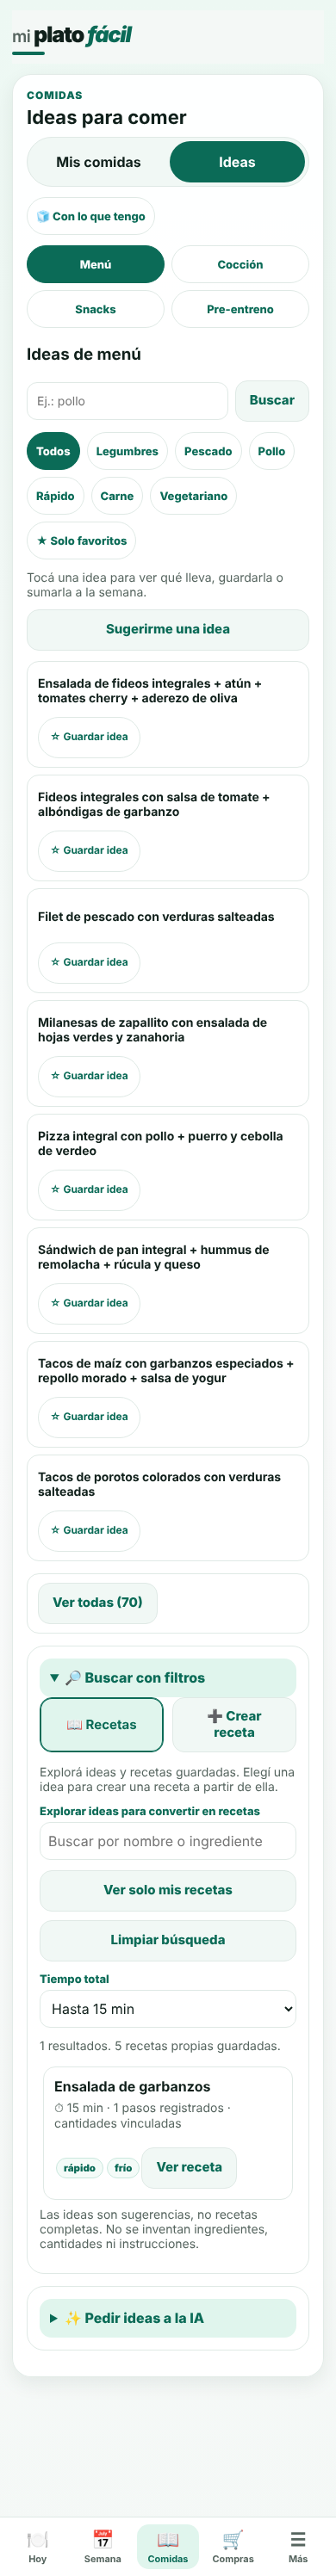 mi plato fácil
COMIDAS
Ideas para comer
Mis comidas
Ideas
🧊 Con lo que tengo
Menú
Cocción
Snacks
Pre-entreno
Ideas de menú
Ej.: pollo
Buscar
Todos
Legumbres
Pescado
Pollo
Rápido
Carne
Vegetariano
★ Solo favoritos
Tocá una idea para ver qué lleva, guardarla o
sumarla a la semana.
Sugerirme una idea
Ensalada de fideos integrales + atún +
tomates cherry + aderezo de oliva
☆ Guardar idea
Fideos integrales con salsa de tomate +
albóndigas de garbanzo
☆ Guardar idea
Filet de pescado con verduras salteadas
☆ Guardar idea
Milanesas de zapallito con ensalada de
hojas verdes y zanahoria
☆ Guardar idea
Pizza integral con pollo + puerro y cebolla
de verdeo
☆ Guardar idea
Sándwich de pan integral + hummus de
remolacha + rúcula y queso
☆ Guardar idea
Tacos de maíz con garbanzos especiados +
repollo morado + salsa de yogur
☆ Guardar idea
Tacos de porotos colorados con verduras
salteadas
☆ Guardar idea
Ver todas (70)
▼ 🔎 Buscar con filtros
📖 Recetas
➕ Crear
receta
Explorá ideas y recetas guardadas. Elegí una
idea para crear una receta a partir de ella.
Explorar ideas para convertir en recetas
Buscar por nombre o ingrediente
Ver solo mis recetas
Limpiar búsqueda
Tiempo total
Hasta 15 min
1 resultados. 5 recetas propias guardadas.
Ensalada de garbanzos
⏱ 15 min · 1 pasos registrados ·
cantidades vinculadas
rápido
frío
Ver receta
Las ideas son sugerencias, no recetas
completas. No se inventan ingredientes,
cantidades ni instrucciones.
▶ ✨ Pedir ideas a la IA
Hoy
Semana
Comidas
Compras
Más